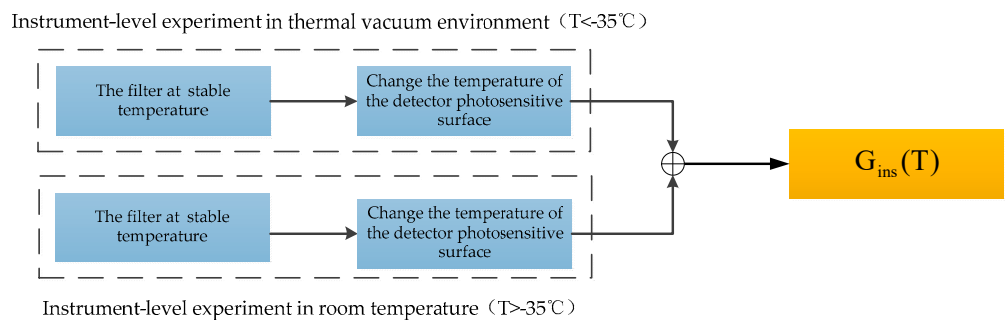 Instrument-level experiment in thermal vacuum environment（T<-35℃）
The filter at stable
temperature
Change the temperature of
the detector photosensitive
surface
G_ins(T)
The filter at stable
temperature
Change the temperature of
the detector photosensitive
surface
Instrument-level experiment in room temperature（T>-35℃）